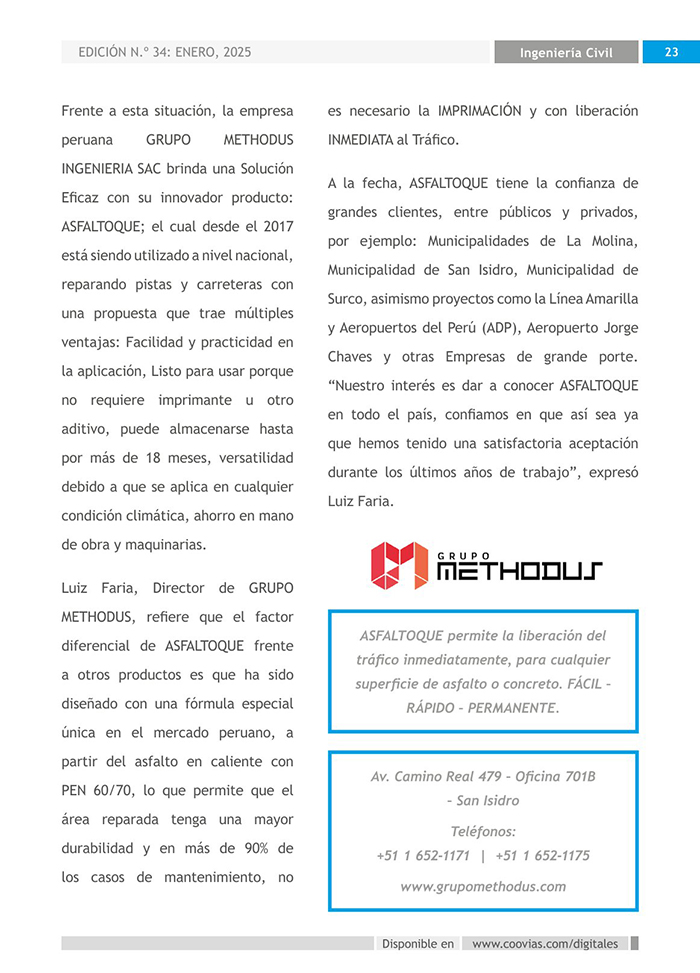 EDICIÓN N.º 34: ENERO, 2025
Ingeniería Civil
23
Frente a esta situación, la empresa
peruana GRUPO METHODUS
INGENIERIA SAC brinda una Solución
Eficaz con su innovador producto:
ASFALTOQUE; el cual desde el 2017
está siendo utilizado a nivel nacional,
reparando pistas y carreteras con
una propuesta que trae múltiples
ventajas: Facilidad y practicidad en
la aplicación, Listo para usar porque
no requiere imprimante u otro
aditivo, puede almacenarse hasta
por más de 18 meses, versatilidad
debido a que se aplica en cualquier
condición climática, ahorro en mano
de obra y maquinarias.
Luiz Faria, Director de GRUPO
METHODUS, refiere que el factor
diferencial de ASFALTOQUE frente
a otros productos es que ha sido
diseñado con una fórmula especial
única en el mercado peruano, a
partir del asfalto en caliente con
PEN 60/70, lo que permite que el
área reparada tenga una mayor
durabilidad y en más de 90% de
los casos de mantenimiento, no
es necesario la IMPRIMACIÓN y con liberación
INMEDIATA al Tráfico.
A la fecha, ASFALTOQUE tiene la confianza de
grandes clientes, entre públicos y privados,
por ejemplo: Municipalidades de La Molina,
Municipalidad de San Isidro, Municipalidad de
Surco, asimismo proyectos como la Línea Amarilla
y Aeropuertos del Perú (ADP), Aeropuerto Jorge
Chaves y otras Empresas de grande porte.
“Nuestro interés es dar a conocer ASFALTOQUE
en todo el país, confiamos en que así sea ya
que hemos tenido una satisfactoria aceptación
durante los últimos años de trabajo”, expresó
Luiz Faria.
GRUPO
METHODUS
ASFALTOQUE permite la liberación del
tráfico inmediatamente, para cualquier
superficie de asfalto o concreto. FÁCIL –
RÁPIDO - PERMANENTE.
Av. Camino Real 479 – Oficina 701B
– San Isidro
Teléfonos:
+51 1 652-1171 | +51 1 652-1175
www.grupomethodus.com
Disponible en www.coovias.com/digitales